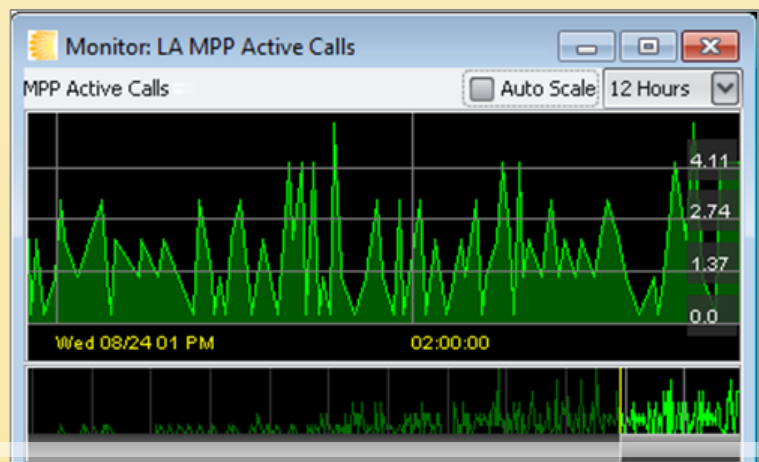 Monitor: LA MPP Active Calls
MPP Active Calls Auto Scale 12 Hours
4.11
2.74
1.37
0.0
Wed 08/24 01 PM 02:00:00